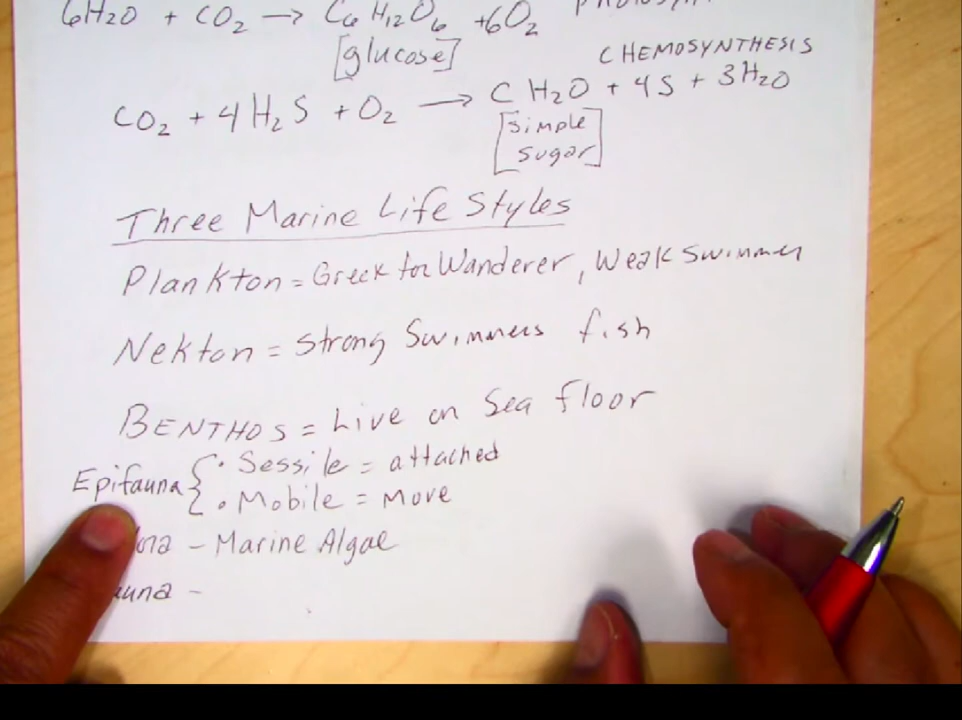 6H2O + CO2 → C6H12O6 + 6O2
[glucose]
CHEMOSYNTHESIS
CO2 + 4H2S + O2 → CH2O + 4S + 3H2O
[simple sugar]
Three Marine Life Styles
Plankton = Greek for Wanderer, Weak Swimmer
Nekton = Strong Swimmers fish
BENTHOS = Live on Sea floor
Epifauna { • Sessile = attached
• Mobile = Move
- Marine Algae